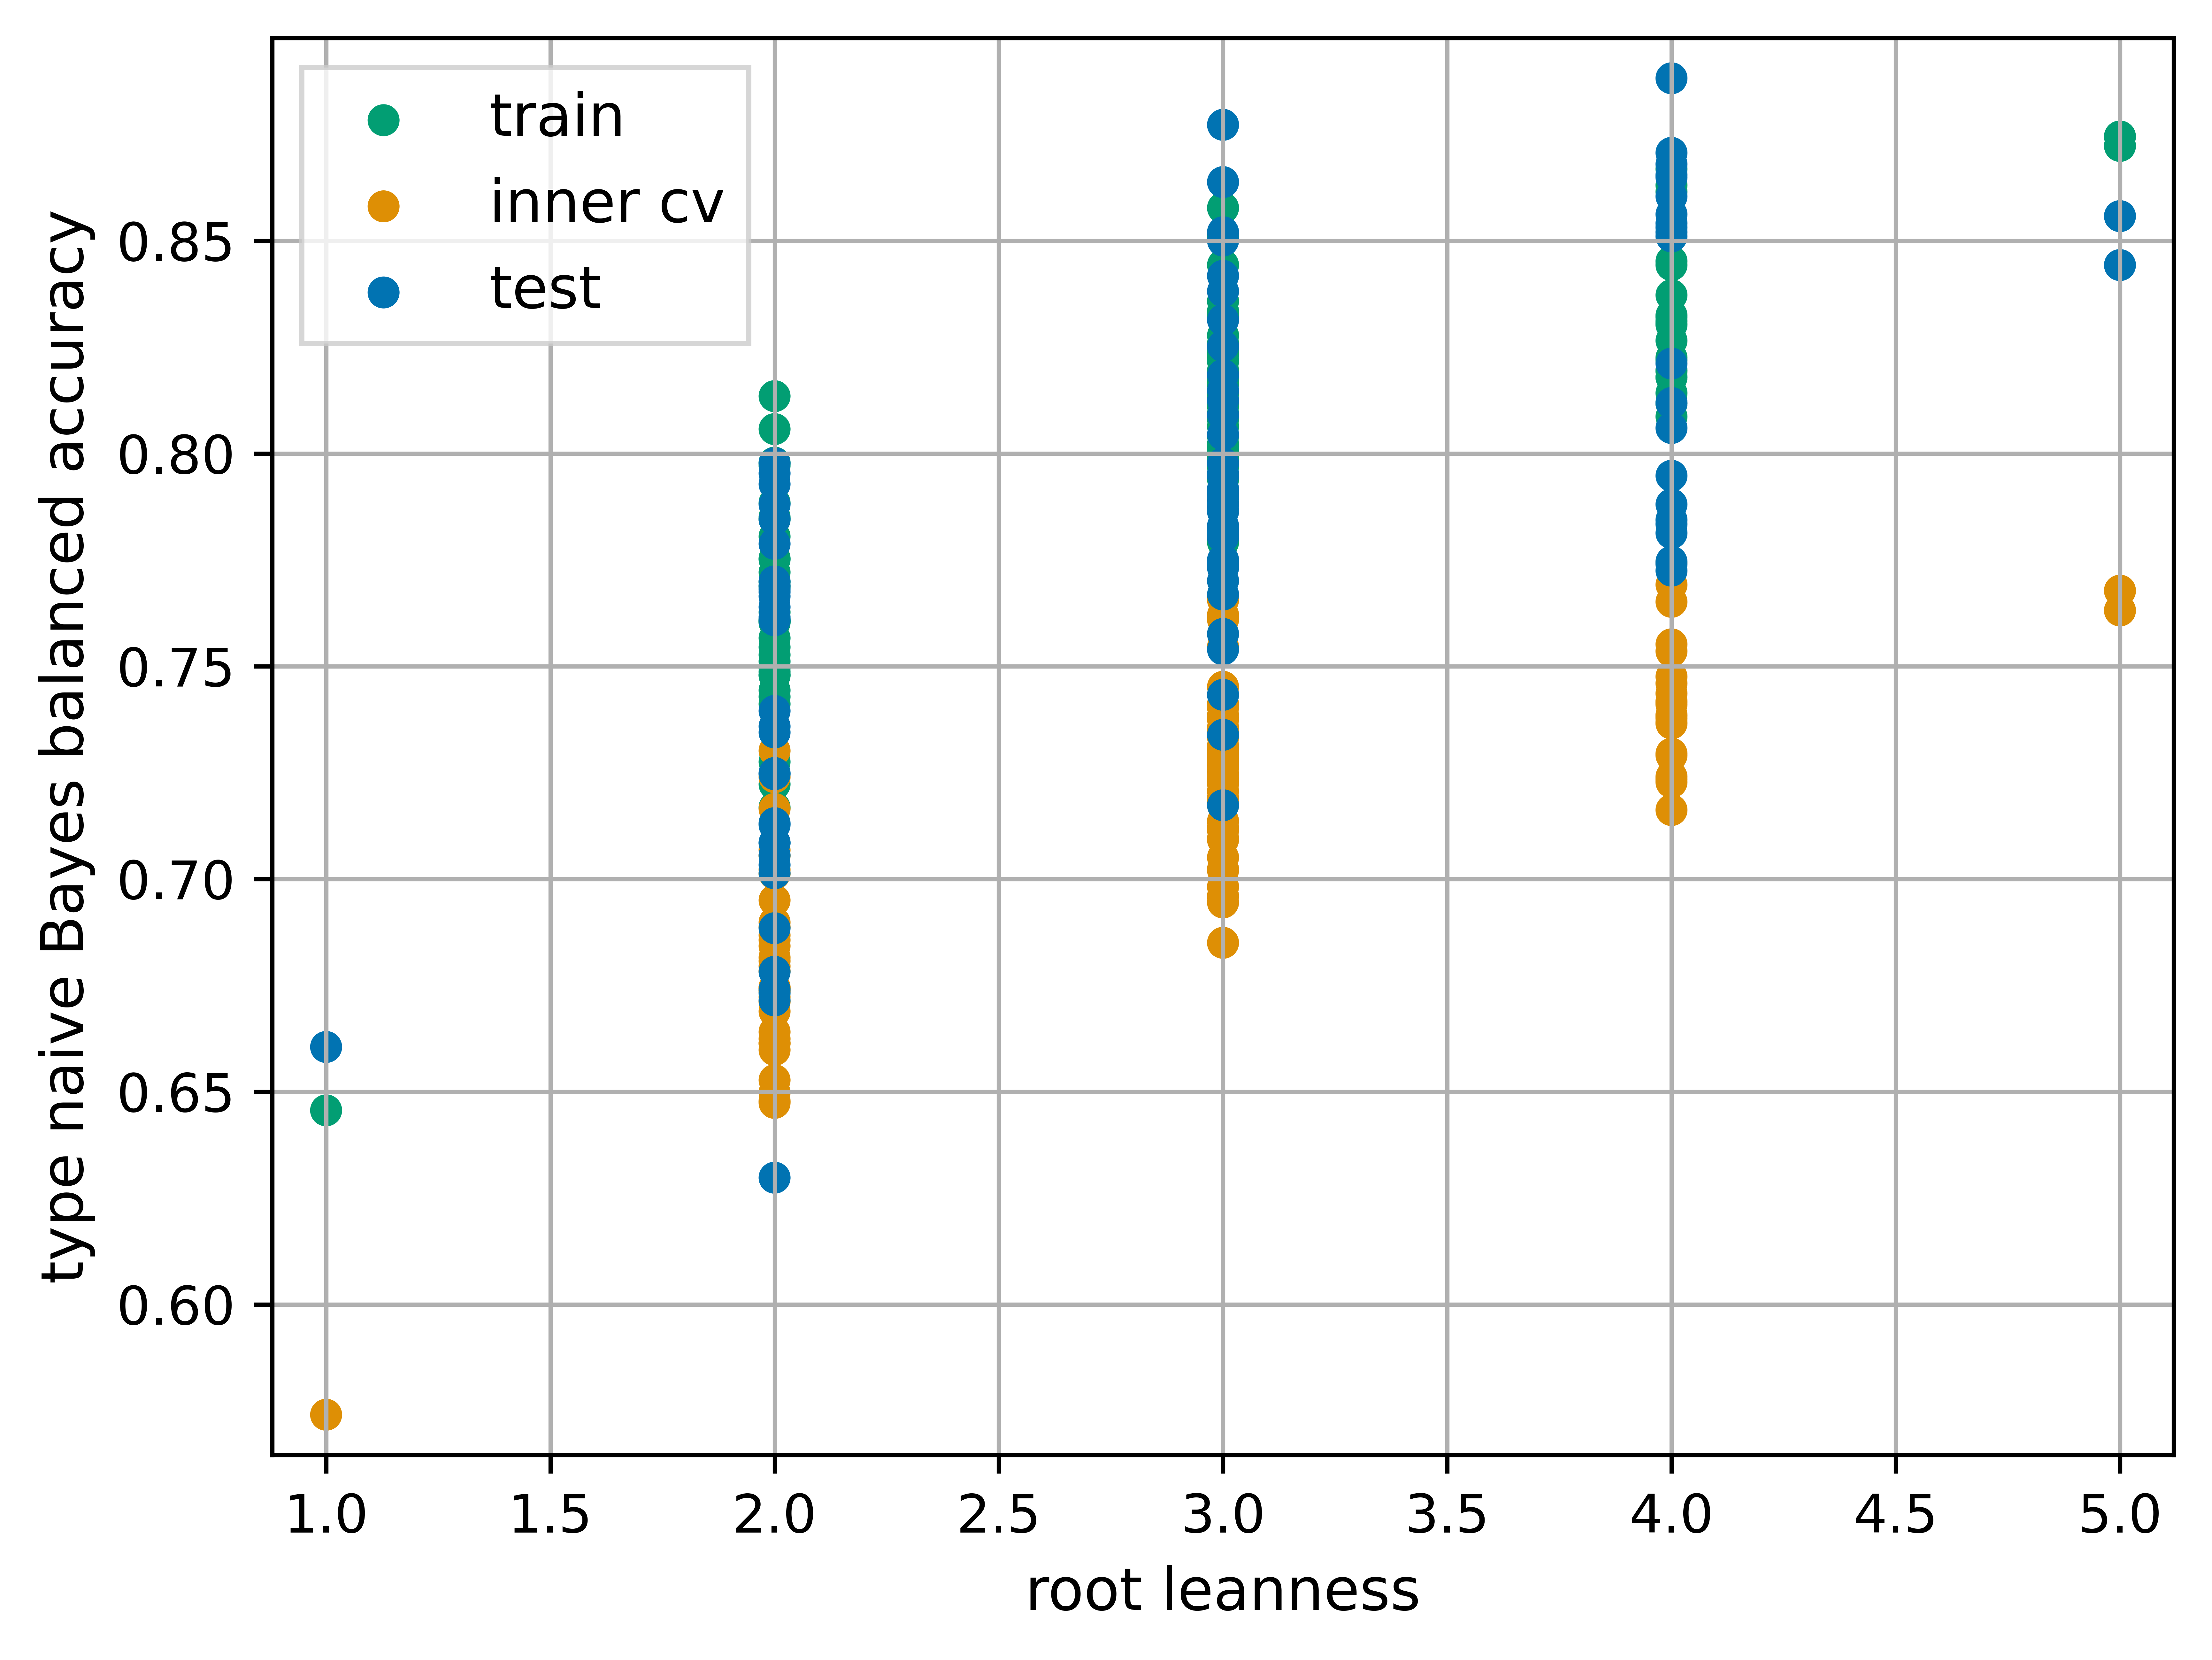 train
inner cv
test
type naive Bayes balanced accuracy
0.85
0.80
0.75
0.70
0.65
0.60
1.0 1.5 2.0 2.5 3.0 3.5 4.0 4.5 5.0
root leanness